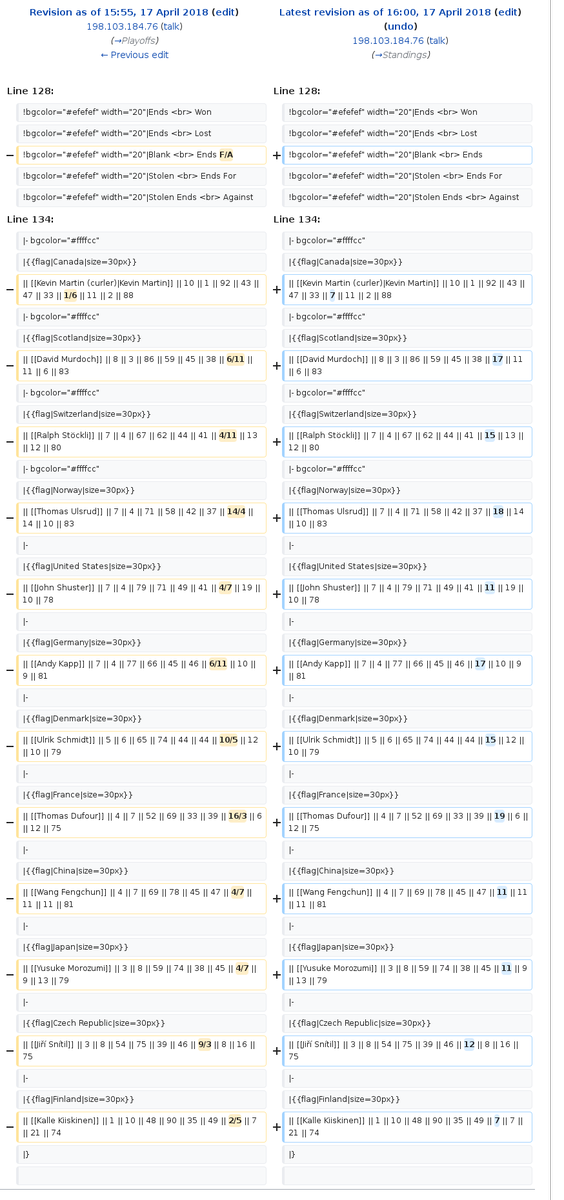 Revision as of 15:55, 17 April 2018 (edit)
198.103.184.76 (talk)
(→Playoffs)
← Previous edit
Latest revision as of 16:00, 17 April 2018 (edit)
(undo)
198.103.184.76 (talk)
(→Standings)
Line 128:
Line 128:
!bgcolor="#efefef" width="20"|Ends <br> Won
!bgcolor="#efefef" width="20"|Ends <br> Won
!bgcolor="#efefef" width="20"|Ends <br> Lost
!bgcolor="#efefef" width="20"|Ends <br> Lost
− !bgcolor="#efefef" width="20"|Blank <br> Ends F/A
+ !bgcolor="#efefef" width="20"|Blank <br> Ends
!bgcolor="#efefef" width="20"|Stolen <br> Ends For
!bgcolor="#efefef" width="20"|Stolen <br> Ends For
!bgcolor="#efefef" width="20"|Stolen Ends <br> Against
!bgcolor="#efefef" width="20"|Stolen Ends <br> Against
Line 134:
Line 134:
|- bgcolor="#ffffcc"
|- bgcolor="#ffffcc"
|{{flag|Canada|size=30px}}
|{{flag|Canada|size=30px}}
− || [[Kevin Martin (curler)|Kevin Martin]] || 10 || 1 || 92 || 43 ||
47 || 33 || 1/6 || 11 || 2 || 88
+ || [[Kevin Martin (curler)|Kevin Martin]] || 10 || 1 || 92 || 43 ||
47 || 33 || 7 || 11 || 2 || 88
|- bgcolor="#ffffcc"
|- bgcolor="#ffffcc"
|{{flag|Scotland|size=30px}}
|{{flag|Scotland|size=30px}}
− || [[David Murdoch]] || 8 || 3 || 86 || 59 || 45 || 38 || 6/11 ||
11 || 6 || 83
+ || [[David Murdoch]] || 8 || 3 || 86 || 59 || 45 || 38 || 17 || 11
|| 6 || 83
|- bgcolor="#ffffcc"
|- bgcolor="#ffffcc"
|{{flag|Switzerland|size=30px}}
|{{flag|Switzerland|size=30px}}
− || [[Ralph Stöckli]] || 7 || 4 || 67 || 62 || 44 || 41 || 4/11 || 13
|| 12 || 80
+ || [[Ralph Stöckli]] || 7 || 4 || 67 || 62 || 44 || 41 || 15 || 13 ||
12 || 80
|- bgcolor="#ffffcc"
|- bgcolor="#ffffcc"
|{{flag|Norway|size=30px}}
|{{flag|Norway|size=30px}}
− || [[Thomas Ulsrud]] || 7 || 4 || 71 || 58 || 42 || 37 || 14/4 ||
14 || 10 || 83
+ || [[Thomas Ulsrud]] || 7 || 4 || 71 || 58 || 42 || 37 || 18 || 14
|| 10 || 83
|-
|-
|{{flag|United States|size=30px}}
|{{flag|United States|size=30px}}
− || [[John Shuster]] || 7 || 4 || 79 || 71 || 49 || 41 || 4/7 || 19 ||
10 || 78
+ || [[John Shuster]] || 7 || 4 || 79 || 71 || 49 || 41 || 11 || 19 ||
10 || 78
|-
|-
|{{flag|Germany|size=30px}}
|{{flag|Germany|size=30px}}
− || [[Andy Kapp]] || 7 || 4 || 77 || 66 || 45 || 46 || 6/11 || 10 ||
9 || 81
+ || [[Andy Kapp]] || 7 || 4 || 77 || 66 || 45 || 46 || 17 || 10 || 9
|| 81
|-
|-
|{{flag|Denmark|size=30px}}
|{{flag|Denmark|size=30px}}
− || [[Ulrik Schmidt]] || 5 || 6 || 65 || 74 || 44 || 44 || 10/5 || 12
|| 10 || 79
+ || [[Ulrik Schmidt]] || 5 || 6 || 65 || 74 || 44 || 44 || 15 || 12 ||
10 || 79
|-
|-
|{{flag|France|size=30px}}
|{{flag|France|size=30px}}
− || [[Thomas Dufour]] || 4 || 7 || 52 || 69 || 33 || 39 || 16/3 || 6
|| 12 || 75
+ || [[Thomas Dufour]] || 4 || 7 || 52 || 69 || 33 || 39 || 19 || 6 ||
12 || 75
|-
|-
|{{flag|China|size=30px}}
|{{flag|China|size=30px}}
− || [[Wang Fengchun]] || 4 || 7 || 69 || 78 || 45 || 47 || 4/7 ||
11 || 11 || 81
+ || [[Wang Fengchun]] || 4 || 7 || 69 || 78 || 45 || 47 || 11 || 11
|| 11 || 81
|-
|-
|{{flag|Japan|size=30px}}
|{{flag|Japan|size=30px}}
− || [[Yusuke Morozumi]] || 3 || 8 || 59 || 74 || 38 || 45 || 4/7 ||
9 || 13 || 79
+ || [[Yusuke Morozumi]] || 3 || 8 || 59 || 74 || 38 || 45 || 11 || 9
|| 13 || 79
|-
|-
|{{flag|Czech Republic|size=30px}}
|{{flag|Czech Republic|size=30px}}
− || [[Jiří Snítil]] || 3 || 8 || 54 || 75 || 39 || 46 || 9/3 || 8 || 16 ||
75
+ || [[Jiří Snítil]] || 3 || 8 || 54 || 75 || 39 || 46 || 12 || 8 || 16 ||
75
|-
|-
|{{flag|Finland|size=30px}}
|{{flag|Finland|size=30px}}
− || [[Kalle Kiiskinen]] || 1 || 10 || 48 || 90 || 35 || 49 || 2/5 || 7
|| 21 || 74
+ || [[Kalle Kiiskinen]] || 1 || 10 || 48 || 90 || 35 || 49 || 7 || 7 ||
21 || 74
|}
|}